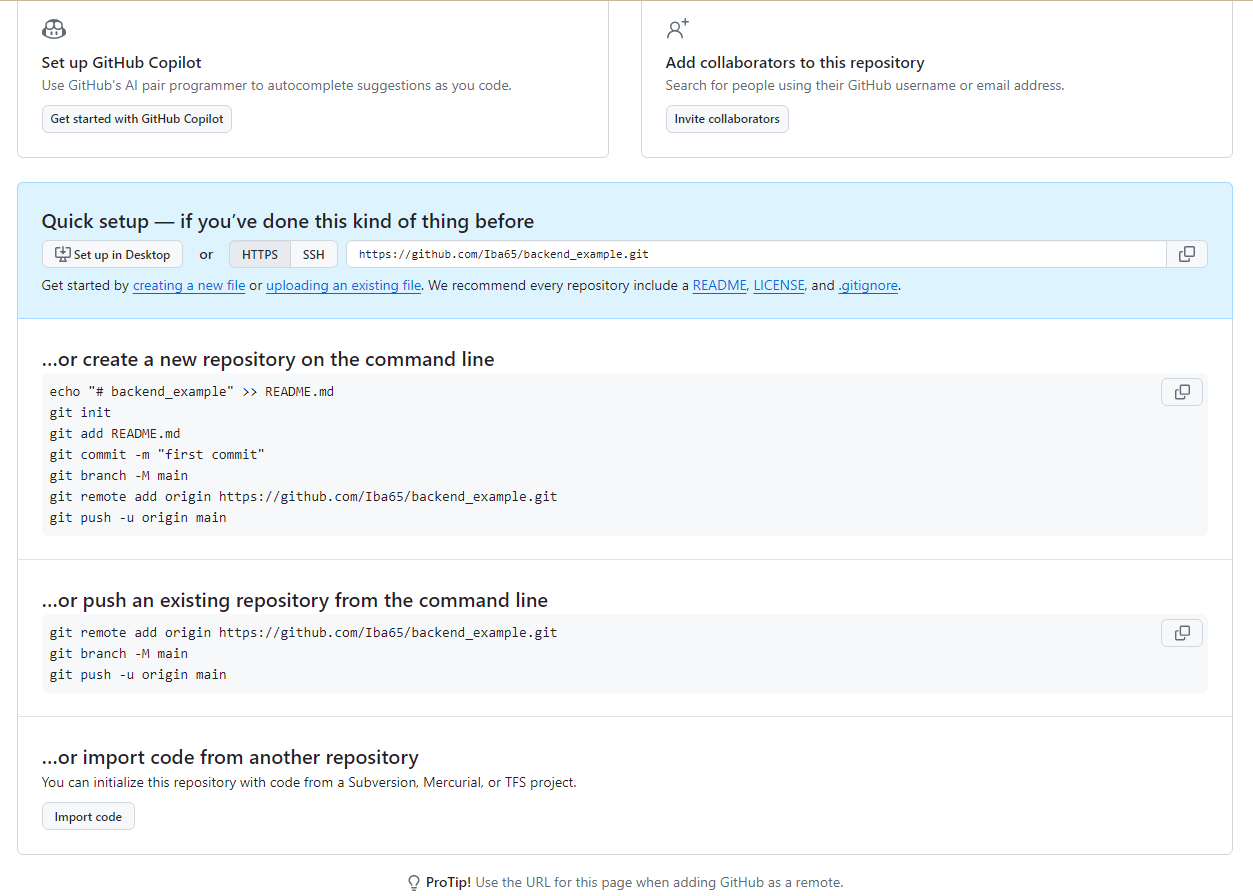 Set up GitHub Copilot
Use GitHub's AI pair programmer to autocomplete suggestions as you code.
Get started with GitHub Copilot
Add collaborators to this repository
Search for people using their GitHub username or email address.
Invite collaborators
Quick setup — if you’ve done this kind of thing before
Set up in Desktop or HTTPS SSH https://github.com/Iba65/backend_example.git
Get started by creating a new file or uploading an existing file. We recommend every repository include a README, LICENSE, and .gitignore.
…or create a new repository on the command line
echo "# backend_example" >> README.md
git init
git add README.md
git commit -m "first commit"
git branch -M main
git remote add origin https://github.com/Iba65/backend_example.git
git push -u origin main
…or push an existing repository from the command line
git remote add origin https://github.com/Iba65/backend_example.git
git branch -M main
git push -u origin main
…or import code from another repository
You can initialize this repository with code from a Subversion, Mercurial, or TFS project.
Import code
ProTip! Use the URL for this page when adding GitHub as a remote.